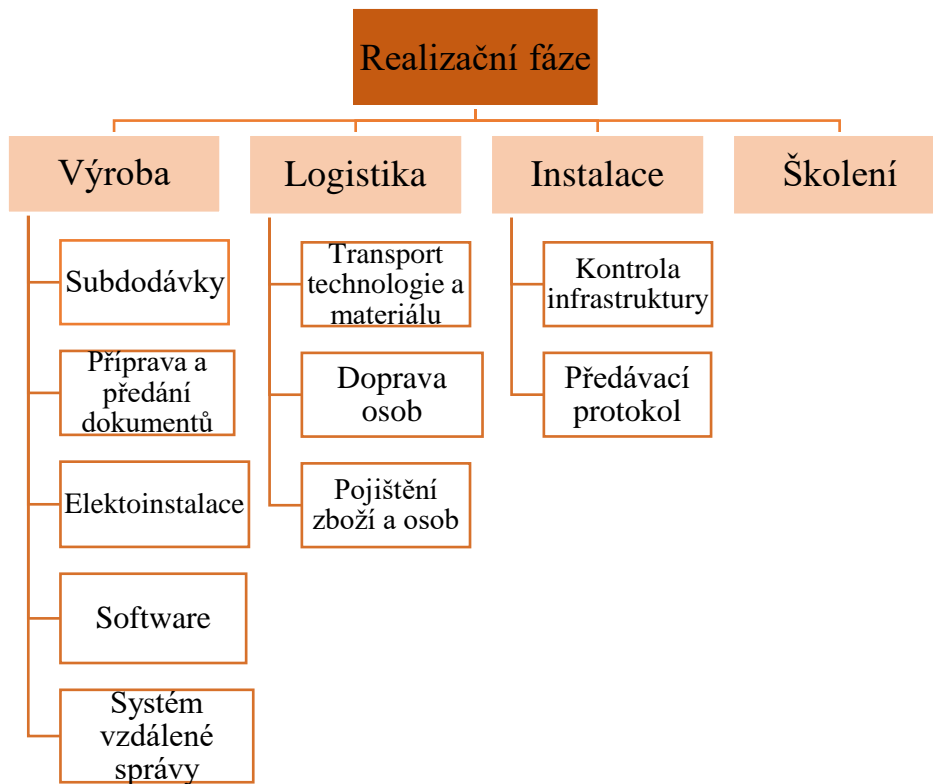 Realizační fáze
Výroba
Logistika
Instalace
Školení
Subdodávky
Příprava a
předání
dokumentů
Elektoinstalace
Software
Systém
vzdálené
správy
Transport
technologie a
materiálu
Doprava
osob
Pojištění
zboží a osob
Kontrola
infrastruktury
Předávací
protokol